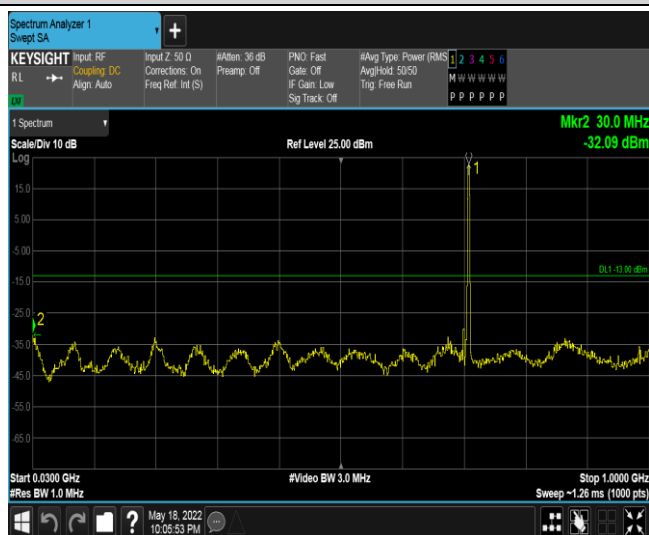 Spectrum Analyzer 1
Swept SA
+
KEYSIGHT
RL
Input: RF
Coupling: DC
Align: Auto
Input Z: 50 Ω
Corrections: On
Freq Ref: Int (S)
#Atten: 36 dB
Preamp: Off
PNO: Fast
Gate: Off
IF Gain: Low
Sig Track: Off
#Avg Type: Power (RMS
Avg|Hold: 50/50
Trig: Free Run
1 2 3 4 5 6
M W W W W W
P P P P P P
1 Spectrum
Mkr2 30.0 MHz
Scale/Div 10 dB
Ref Level 25.00 dBm
-32.09 dBm
Log
1
15.0
5.00
-5.00
DL1 -13.00 dBm
-15.0
-25.0
2
-35.0
-45.0
-55.0
-65.0
Start 0.0300 GHz
#Video BW 3.0 MHz
Stop 1.0000 GHz
#Res BW 1.0 MHz
Sweep ~1.26 ms (1000 pts)
?
May 18, 2022
10:05:53 PM